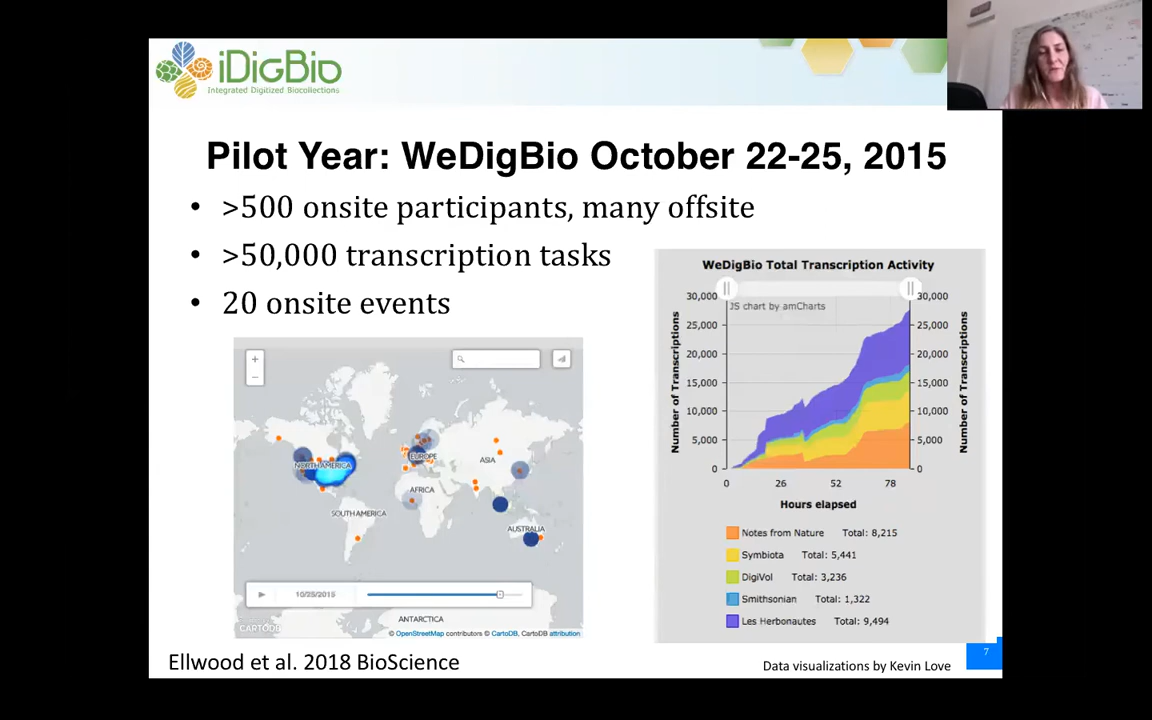 iDigBio
Integrated Digitized Biocollections
Pilot Year: WeDigBio October 22-25, 2015
• >500 onsite participants, many offsite
• >50,000 transcription tasks
• 20 onsite events
+
−
NORTH AMERICA
EUROPE
ASIA
AFRICA
SOUTH AMERICA
AUSTRALIA
10/25/2015
ANTARCTICA
CARTODB
© OpenStreetMap contributors © CartoDB, CartoDB attribution
WeDigBio Total Transcription Activity
JS chart by amCharts
30,000 30,000
25,000 25,000
20,000 20,000
15,000 15,000
10,000 10,000
5,000 5,000
0 0
Number of Transcriptions
Number of Transcriptions
0 26 52 78
Hours elapsed
Notes from Nature Total: 8,215
Symbiota Total: 5,441
DigiVol Total: 3,236
Smithsonian Total: 1,322
Les Herbonautes Total: 9,494
Ellwood et al. 2018 BioScience
Data visualizations by Kevin Love
7